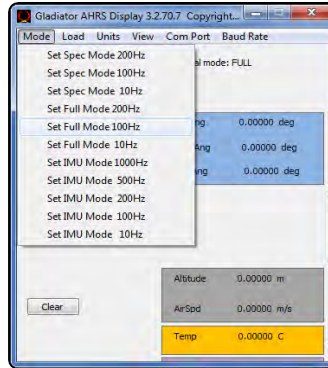 Gladiator AHRS Display 3.2.70.7 Copyright...
Mode Load Units View Com Port Baud Rate
Set Spec Mode 200Hz
Set Spec Mode 100Hz
Set Spec Mode 10Hz
Set Full Mode 200Hz
Set Full Mode 100Hz
Set Full Mode 10Hz
Set IMU Mode 1000Hz
Set IMU Mode 500Hz
Set IMU Mode 200Hz
Set IMU Mode 100Hz
Set IMU Mode 10Hz
al mode: FULL
ng 0.00000 deg
Ang 0.00000 deg
ng 0.00000 deg
Altitude 0.00000 m
Clear
AirSpd 0.00000 m/s
Temp 0.00000 C